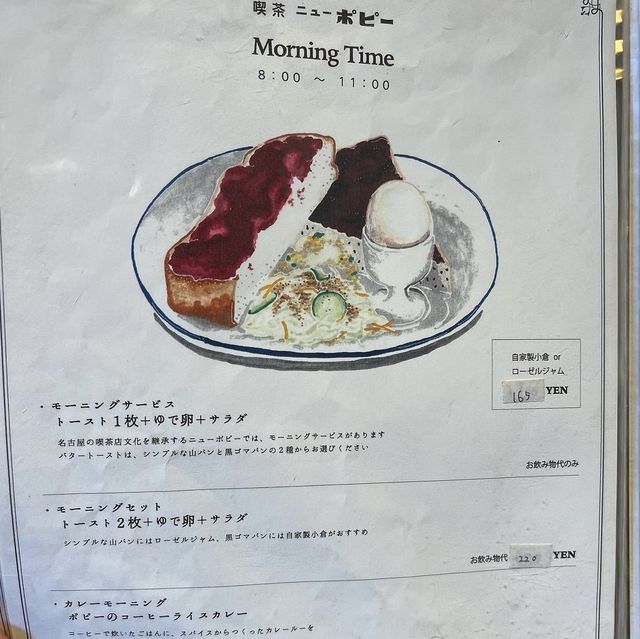 喫茶 ニューポピー
Morning Time
8:00 ～ 11:00
自家製小倉 or
ローゼルジャム
165 YEN
・モーニングサービス
トースト1枚＋ゆで卵＋サラダ
名古屋の喫茶店文化を継承するニューポピーでは、モーニングサービスがあります
バタートーストは、シンプルな山パンと黒ゴマパンの2種からお選びください
お飲み物代のみ
・モーニングセット
トースト2枚＋ゆで卵＋サラダ
シンプルな山パンにはローゼルジャム、黒ゴマパンには自家製小倉がおすすめ
お飲み物代 220 YEN
・カレーモーニング
ポピーのコーヒーライスカレー
コーヒーで炊いたごはんに、スパイスからつくったカレールーを